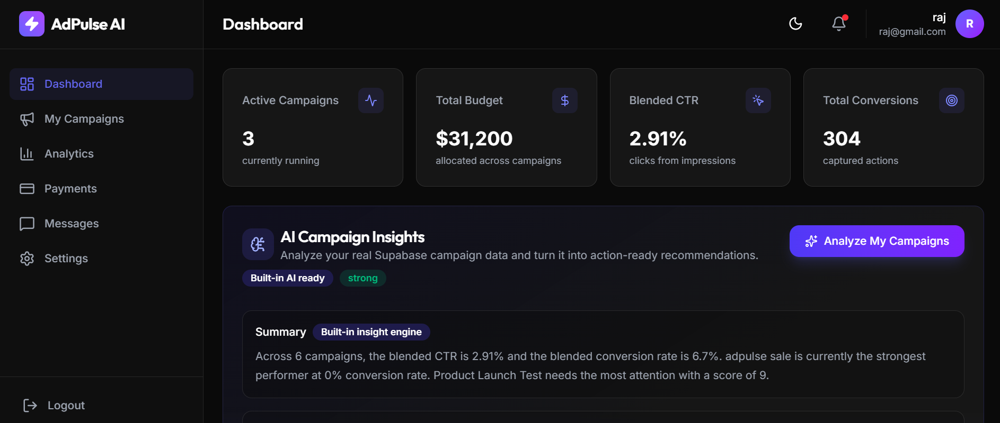 AdPulse AI
Dashboard
raj
raj@gmail.com
R
Dashboard
My Campaigns
Analytics
Payments
Messages
Settings
Logout
Active Campaigns
3
currently running
Total Budget
$31,200
allocated across campaigns
Blended CTR
2.91%
clicks from impressions
Total Conversions
304
captured actions
AI Campaign Insights
Analyze your real Supabase campaign data and turn it into action-ready recommendations.
Analyze My Campaigns
Built-in AI ready
strong
Summary
Built-in insight engine
Across 6 campaigns, the blended CTR is 2.91% and the blended conversion rate is 6.7%. adpulse sale is currently the strongest
performer at 0% conversion rate. Product Launch Test needs the most attention with a score of 9.